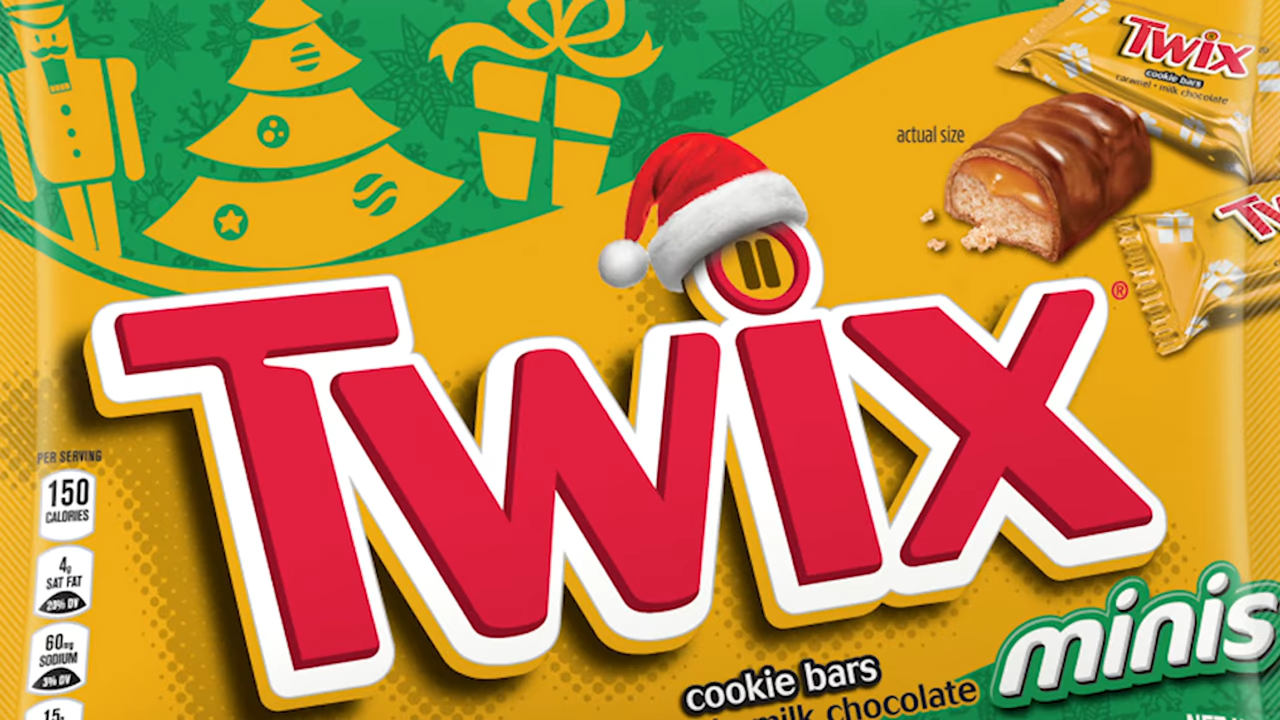 Twix
cookie bars
caramel • milk chocolate
actual size
Twix®
PER SERVING
150
CALORIES
4g
SAT FAT
20% DV
60mg
SODIUM
3% DV
15g
cookie bars
milk chocolate
minis